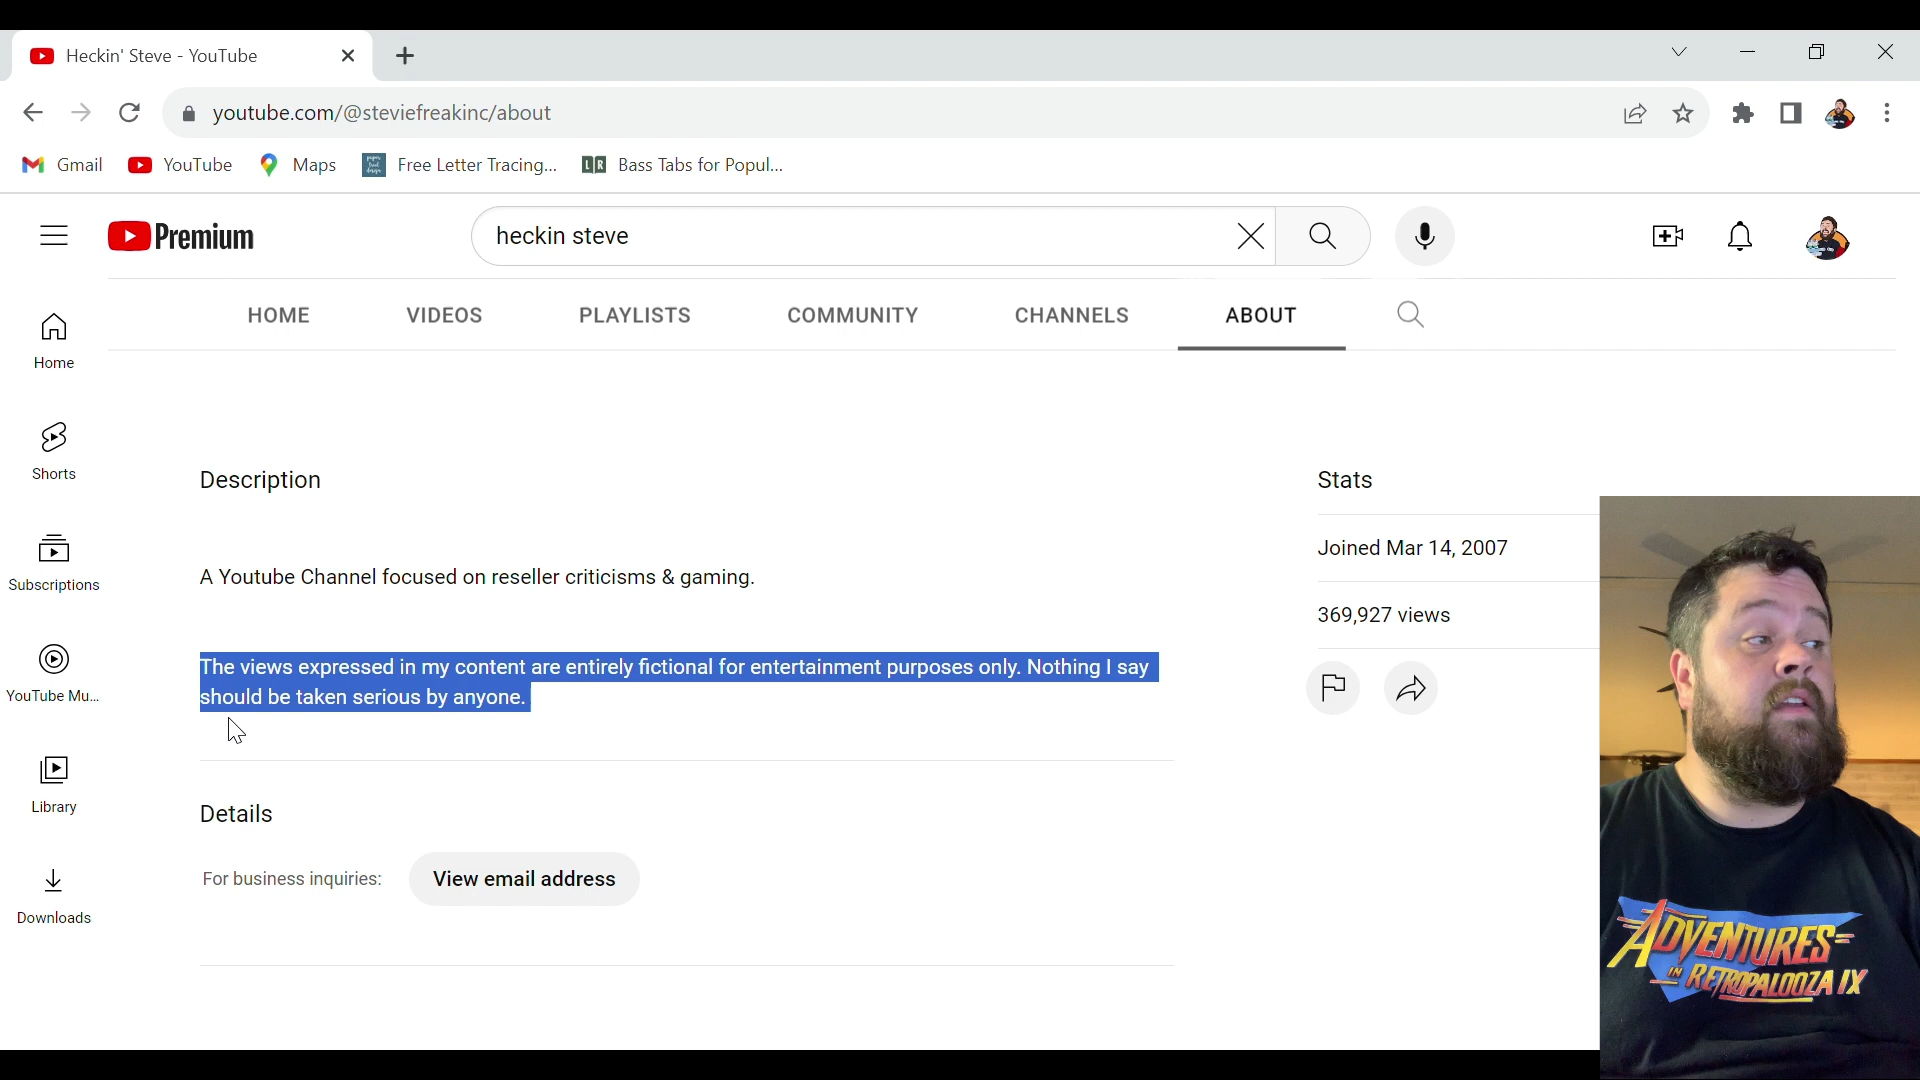 Heckin' Steve - YouTube
youtube.com/@steviefreakinc/about
Gmail
YouTube
Maps
Free Letter Tracing...
LR
Bass Tabs for Popul...
Premium
heckin steve
HOME
VIDEOS
PLAYLISTS
COMMUNITY
CHANNELS
ABOUT
Home
Shorts
Subscriptions
YouTube Mu...
Library
Downloads
Description
A Youtube Channel focused on reseller criticisms & gaming.
The views expressed in my content are entirely fictional for entertainment purposes only. Nothing I say
should be taken serious by anyone.
Details
For business inquiries:
View email address
Stats
Joined Mar 14, 2007
369,927 views
ADVENTURES
IN RETROPALOOZA IX